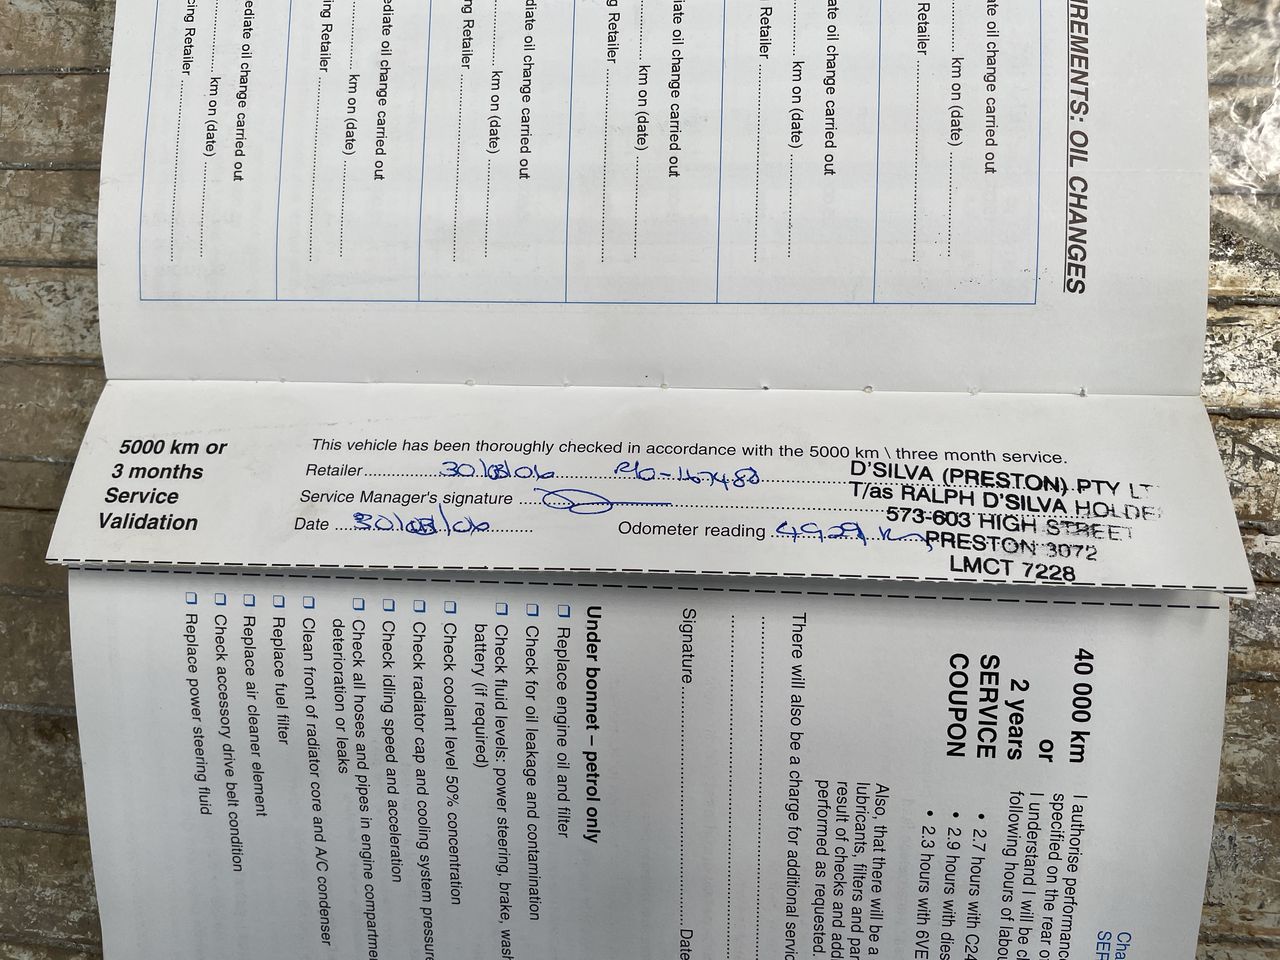 IREMENTS: OIL CHANGES
ate oil change carried out
km on (date)
Retailer
ate oil change carried out
km on (date)
Retailer
iate oil change carried out
km on (date)
g Retailer
diate oil change carried out
km on (date)
ng Retailer
ediate oil change carried out
km on (date)
ing Retailer
ediate oil change carried out
km on (date)
cing Retailer
5000 km or
3 months
Service
Validation
This vehicle has been thoroughly checked in accordance with the 5000 km \ three month service.
Retailer
Service Manager's signature
Date
Odometer reading
D'SILVA (PRESTON) PTY LT
T/as RALPH D'SILVA HOLDE
573-603 HIGH STREET
PRESTON 3072
LMCT 7228
40 000 km
or
2 years
SERVICE
COUPON
Cha
SER
I authorise performanc
specified on the rear o
I understand I will be c
following hours of labou
• 2.7 hours with C24
• 2.9 hours with dies
• 2.3 hours with 6VE
Also, that there will be a
lubricants, filters and par
result of checks and add
performed as requested.
There will also be a charge for additional servic
Signature
Date
Under bonnet – petrol only
Replace engine oil and filter
Check for oil leakage and contamination
Check fluid levels: power steering, brake, wash
battery (if required)
Check coolant level 50% concentration
Check radiator cap and cooling system pressure
Check idling speed and acceleration
Check all hoses and pipes in engine compartmen
deterioration or leaks
Clean front of radiator core and A/C condenser
Replace fuel filter
Replace air cleaner element
Check accessory drive belt condition
Replace power steering fluid